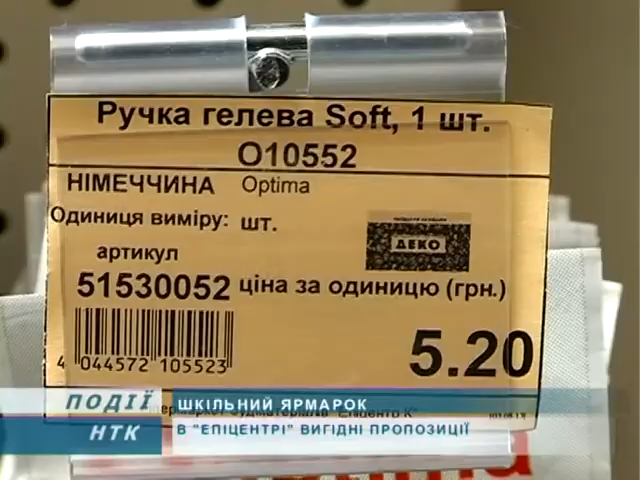 Ручка гелева Soft, 1 шт.
О10552
НІМЕЧЧИНА Optima
Одиниця виміру: шт.
ДЕКО
артикул
51530052 ціна за одиницю (грн.)
4 044572 105523
5.20
ПОДІЇ
НТК
ШКІЛЬНИЙ ЯРМАРОК
В "ЕПІЦЕНТРІ" ВИГІДНІ ПРОПОЗИЦІЇ